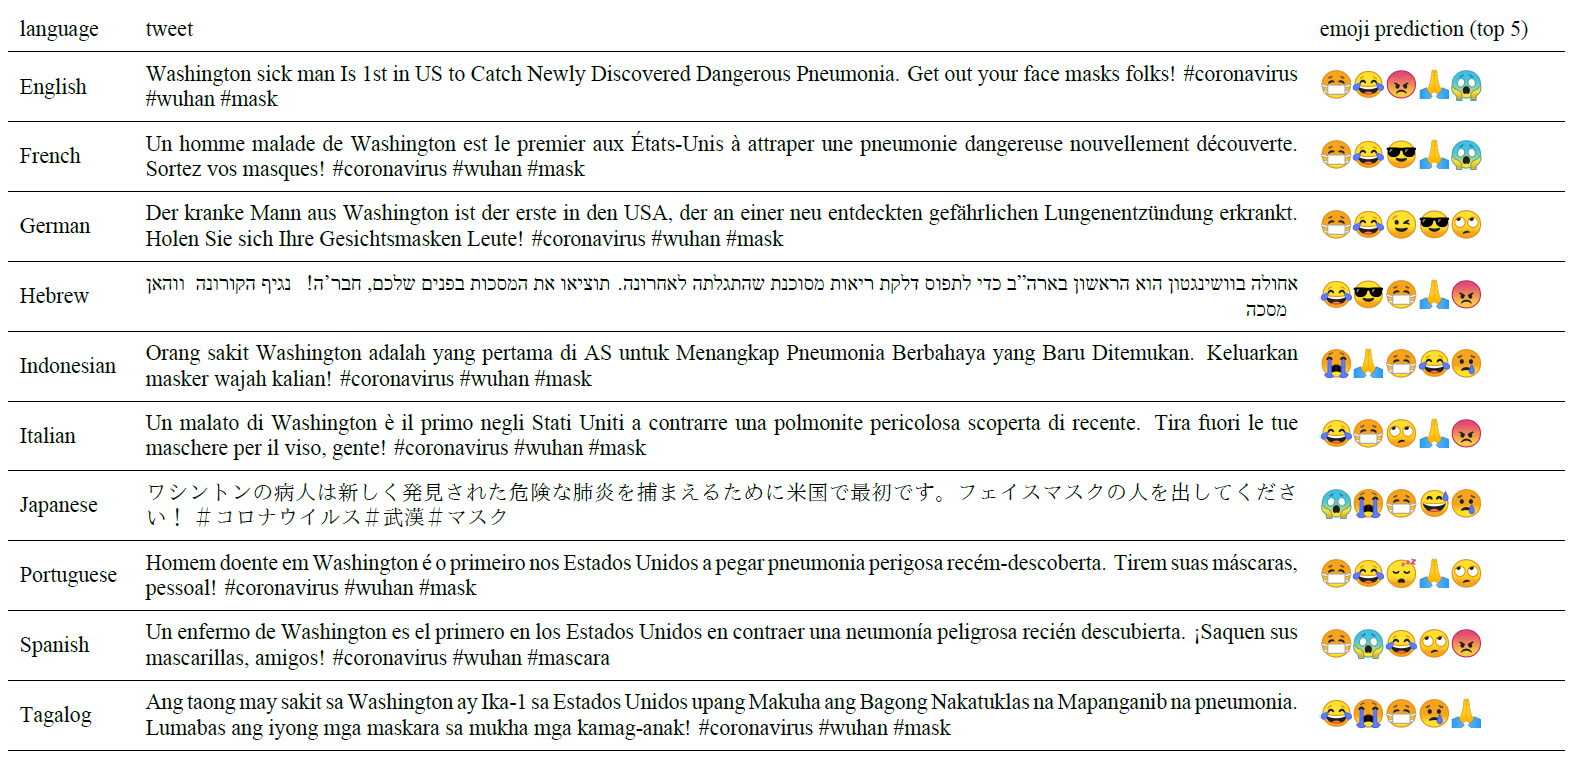 language tweet emoji prediction (top 5)
English
Washington sick man Is 1st in US to Catch Newly Discovered Dangerous Pneumonia. Get out your face masks folks! #coronavirus
#wuhan #mask
😷😂😡🙏😱
French
Un homme malade de Washington est le premier aux États-Unis à attraper une pneumonie dangereuse nouvellement découverte.
Sortez vos masques! #coronavirus #wuhan #mask
😷😂😎🙏😱
German
Der kranke Mann aus Washington ist der erste in den USA, der an einer neu entdeckten gefährlichen Lungenentzündung erkrankt.
Holen Sie sich Ihre Gesichtsmasken Leute! #coronavirus #wuhan #mask
😷😂😉😎🙄
Hebrew
אחולה בוושינגטון הוא הראשון בארה”ב כדי לתפוס דלקת ריאות מסוכנת שהתגלתה לאחרונה. תוציאו את המסכות בפנים שלכם, חבר’ה! נגיף הקורונה ווהאן
מסכה
😂😎😷🙏😡
Indonesian
Orang sakit Washington adalah yang pertama di AS untuk Menangkap Pneumonia Berbahaya yang Baru Ditemukan. Keluarkan
masker wajah kalian! #coronavirus #wuhan #mask
😭🙏😷😂😢
Italian
Un malato di Washington è il primo negli Stati Uniti a contrarre una polmonite pericolosa scoperta di recente. Tira fuori le tue
maschere per il viso, gente! #coronavirus #wuhan #mask
😂😷🙄🙏😡
Japanese
ワシントンの病人は新しく発見された危険な肺炎を捕まえるために米国で最初です。フェイスマスクの人を出してくださ
い！ ＃コロナウイルス＃武漢＃マスク
😱😭😷😅😢
Portuguese
Homem doente em Washington é o primeiro nos Estados Unidos a pegar pneumonia perigosa recém-descoberta. Tirem suas máscaras,
pessoal! #coronavirus #wuhan #mask
😷😂😴🙏🙄
Spanish
Un enfermo de Washington es el primero en los Estados Unidos en contraer una neumonía peligrosa recién descubierta. ¡Saquen sus
mascarillas, amigos! #coronavirus #wuhan #mascara
😷😱😂🙄😡
Tagalog
Ang taong may sakit sa Washington ay Ika-1 sa Estados Unidos upang Makuha ang Bagong Nakatuklas na Mapanganib na pneumonia.
Lumabas ang iyong mga maskara sa mukha mga kamag-anak! #coronavirus #wuhan #mask
😂😭😷😢🙏